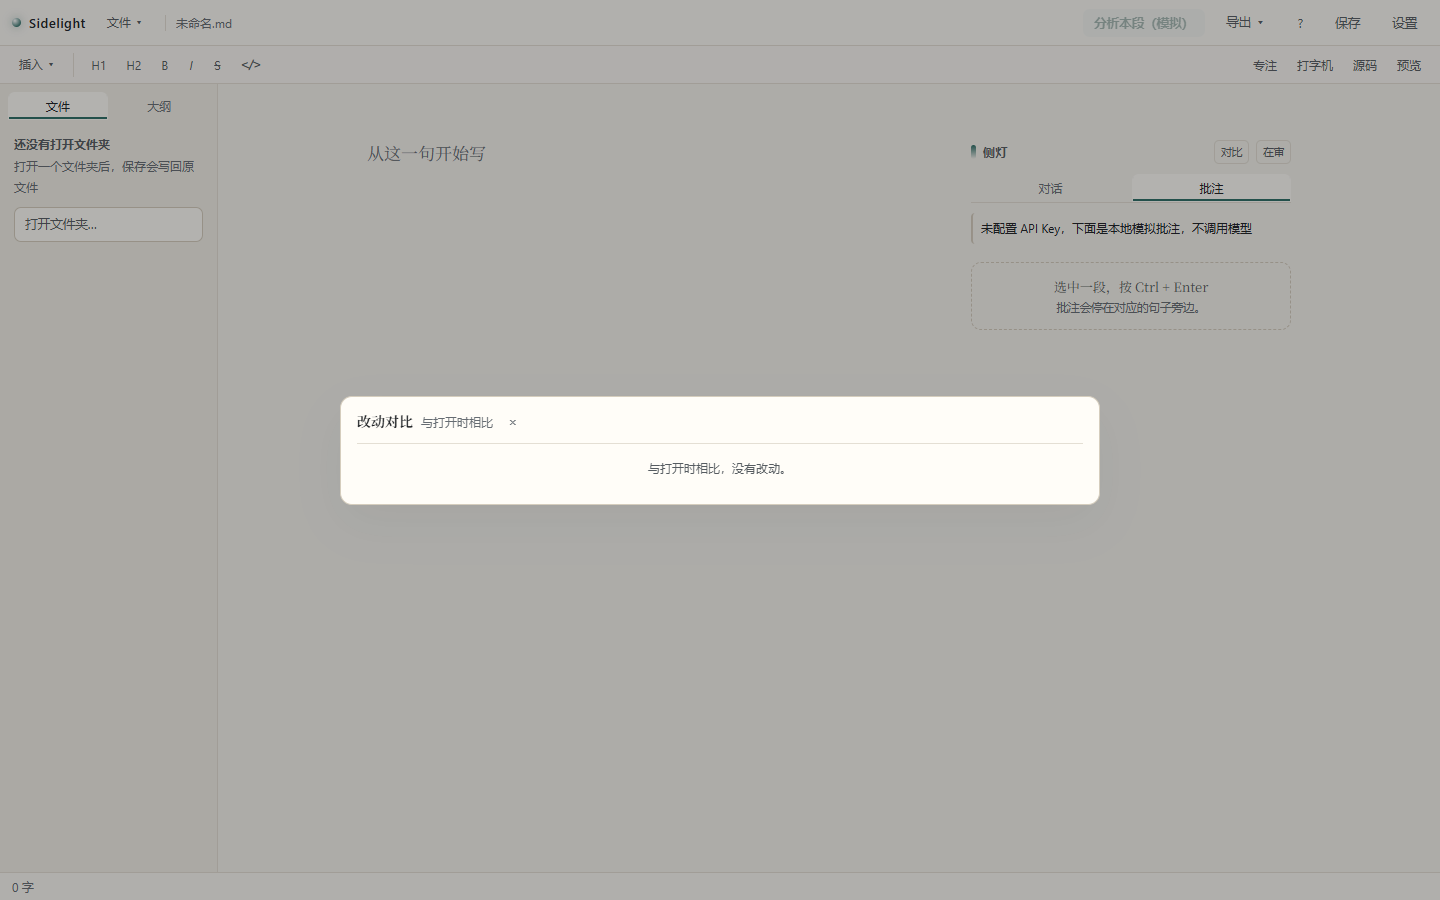 Sidelight 文件 ▾ 未命名.md 分析本段（模拟） 导出 ▾ ? 保存 设置
插入 ▾ H1 H2 B I S </> 专注 打字机 源码 预览
文件 大纲
还没有打开文件夹
打开一个文件夹后，保存会写回原
文件
打开文件夹...
从这一句开始写
侧灯 对比 在审
对话 批注
未配置 API Key，下面是本地模拟批注，不调用模型
选中一段，按 Ctrl + Enter
批注会停在对应的句子旁边。
改动对比 与打开时相比 ×
与打开时相比，没有改动。
0 字